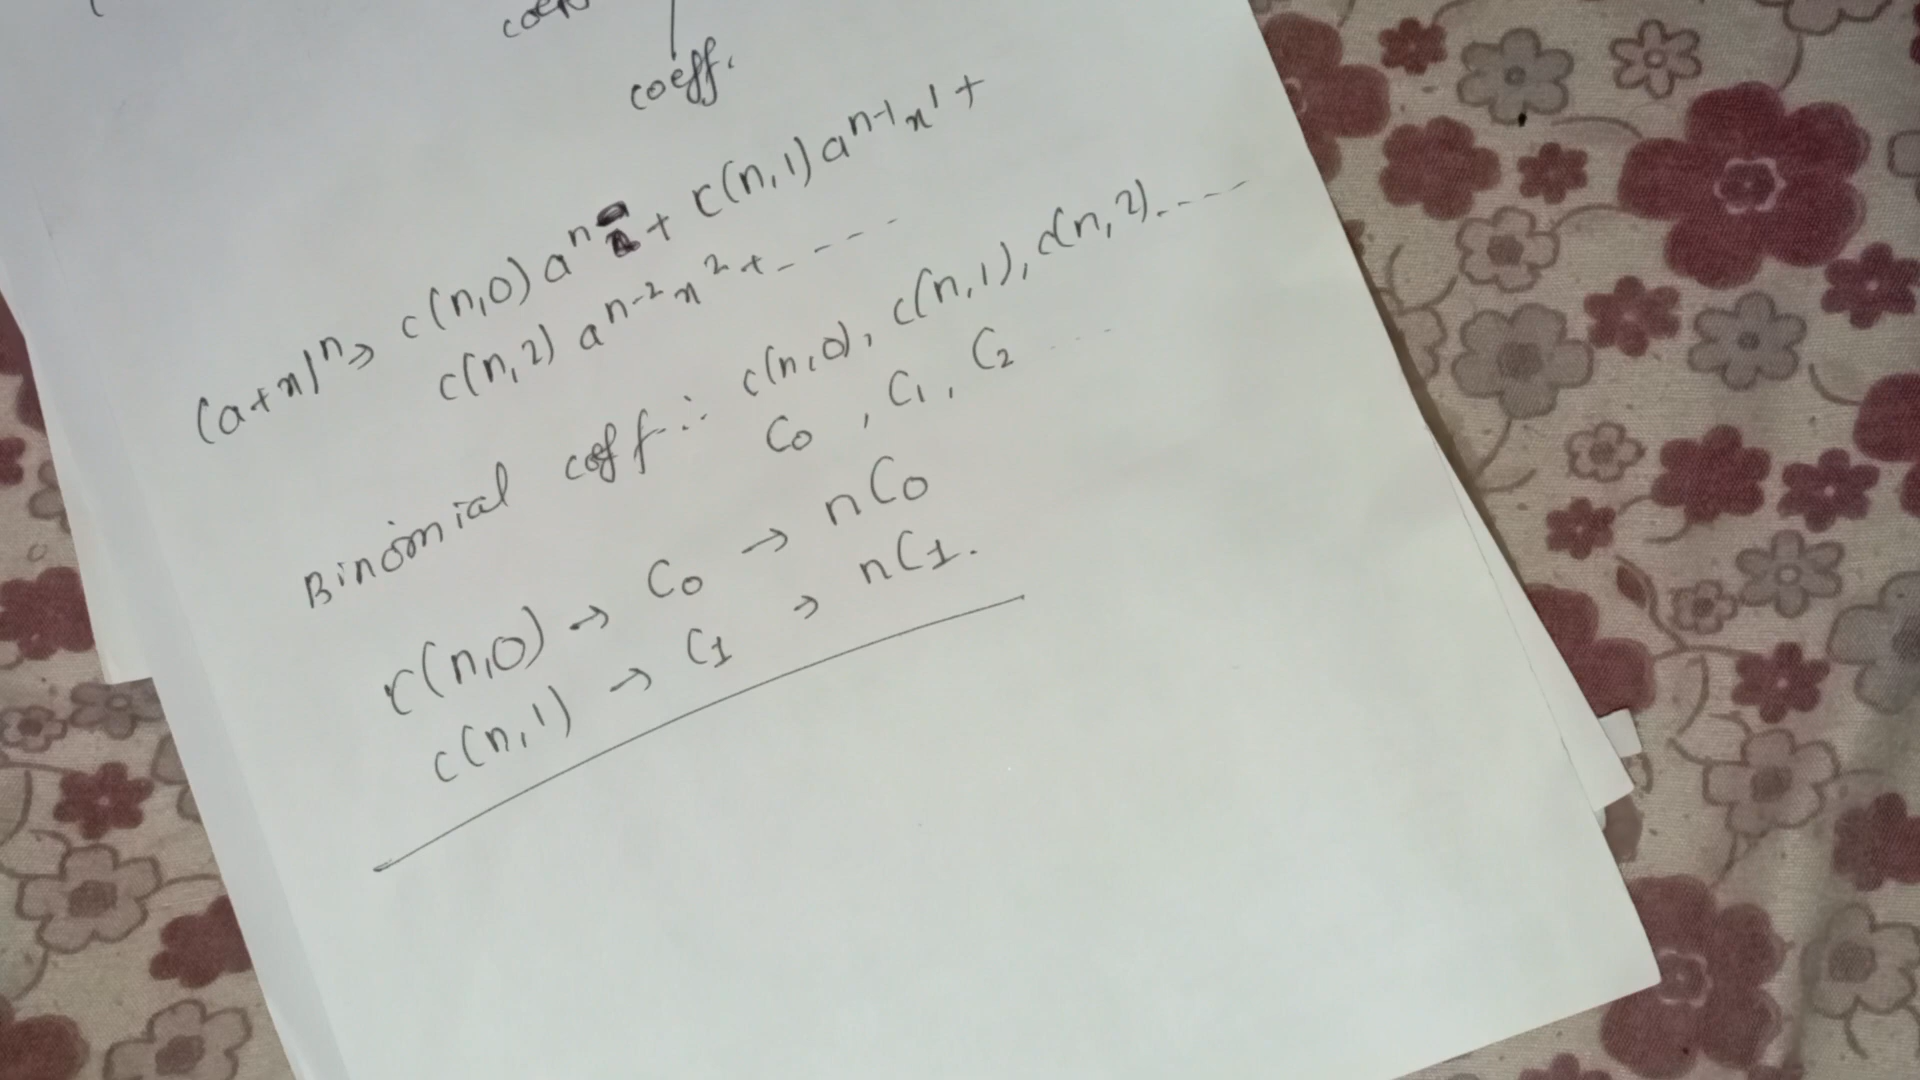 coeff.
(a+x)^n => c(n,0) a^n + c(n,1) a^n-1 x^1 +
c(n,2) a^n-2 x^2 + - - - -
Binomial coeff.: c(n,0), c(n,1), c(n,2) - - - -
C0 , C1, C2 ....
c(n,0) → C0 → nC0
c(n,1) → C1 → nC1.